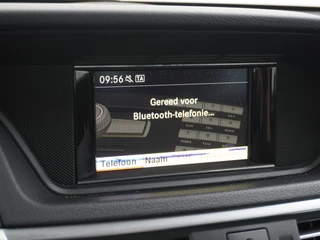 09:56 TA
Gereed voor
Bluetooth-telefonie...
Telefoon Naam